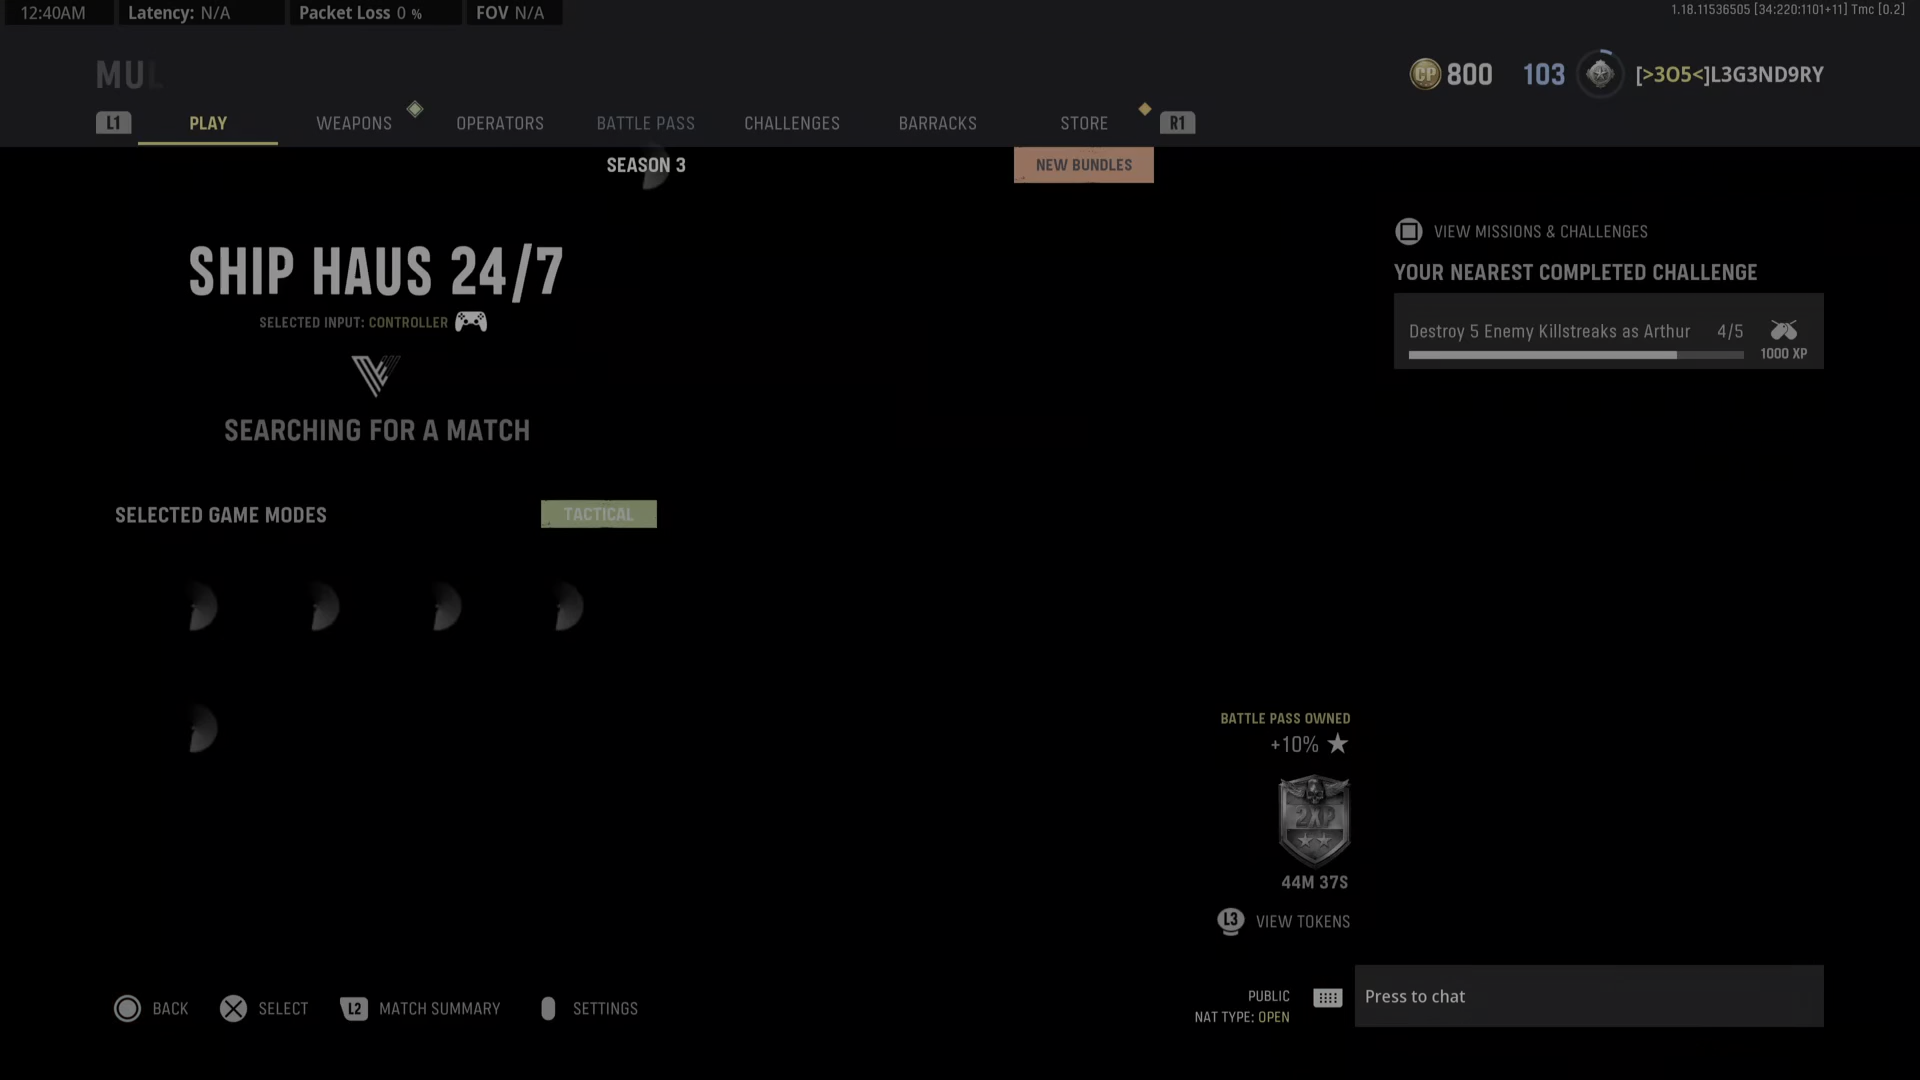 12:40AM Latency: N/A Packet Loss 0 % FOV N/A
1.18.11536505 [34:220:1101+11] Tmc [0.2]
MUL
CP 800 103 [>3O5<]L3G3ND9RY
L1 PLAY WEAPONS OPERATORS BATTLE PASS CHALLENGES BARRACKS STORE R1
SEASON 3
NEW BUNDLES
SHIP HAUS 24/7
SELECTED INPUT: CONTROLLER
SEARCHING FOR A MATCH
SELECTED GAME MODES
TACTICAL
VIEW MISSIONS & CHALLENGES
YOUR NEAREST COMPLETED CHALLENGE
Destroy 5 Enemy Killstreaks as Arthur 4/5
1000 XP
BATTLE PASS OWNED
+10%
2XP
44M 37S
L3 VIEW TOKENS
BACK SELECT L2 MATCH SUMMARY SETTINGS
PUBLIC
NAT TYPE: OPEN
Press to chat